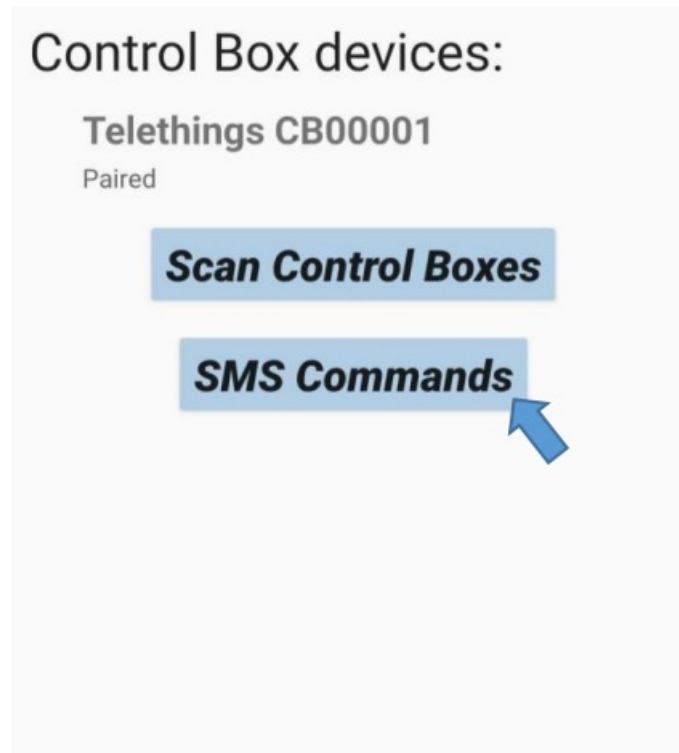 Control Box devices:
Telethings CB00001
Paired
Scan Control Boxes
SMS Commands